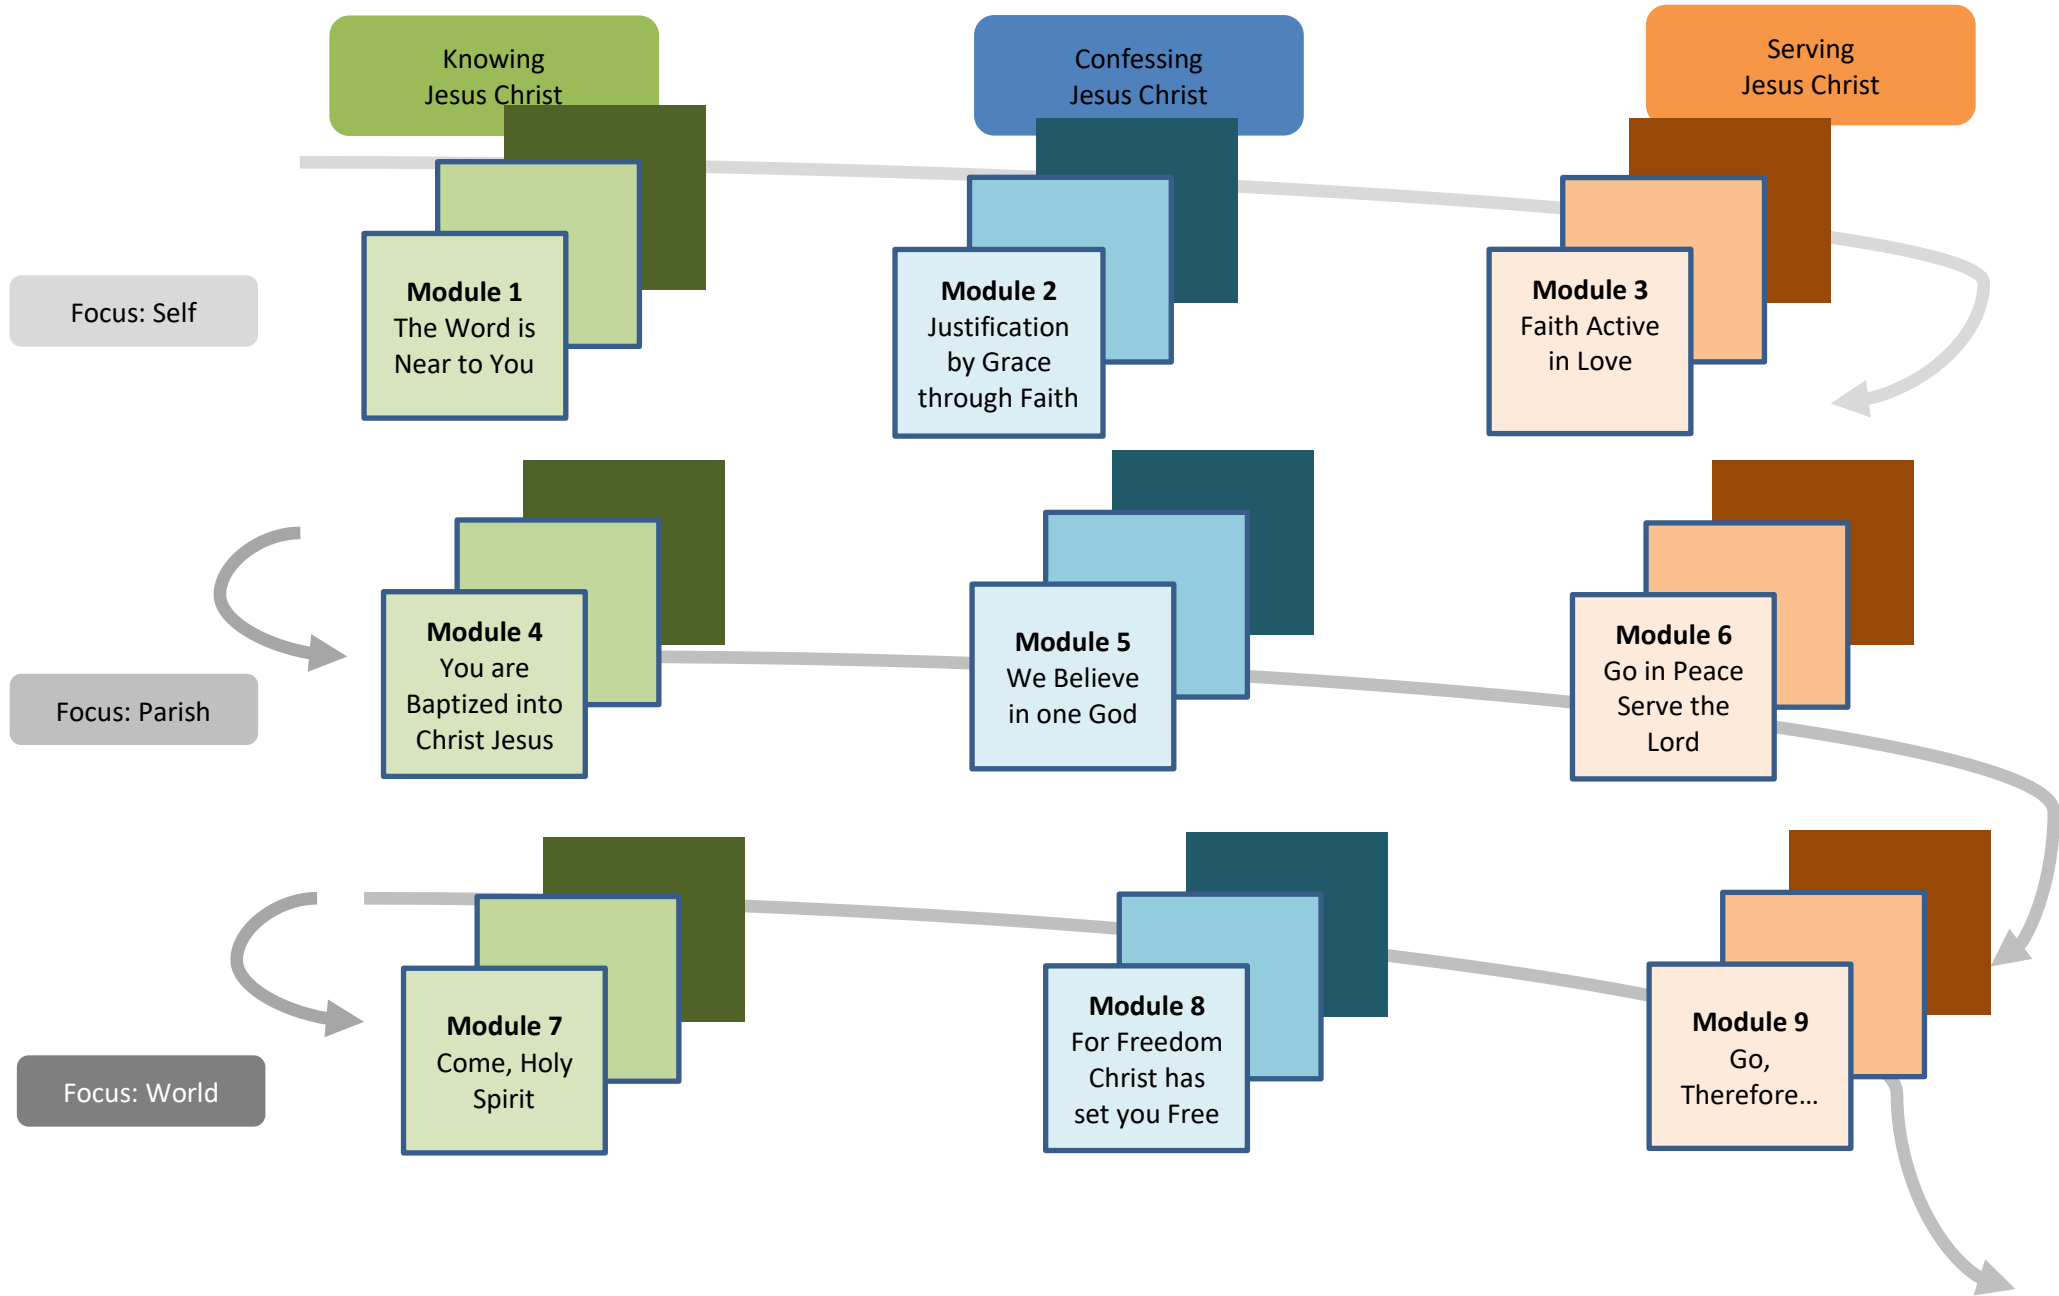 Knowing
Jesus Christ
Confessing
Jesus Christ
Serving
Jesus Christ
Focus: Self
Module 1
The Word is
Near to You
Module 2
Justification
by Grace
through Faith
Module 3
Faith Active
in Love
Focus: Parish
Module 4
You are
Baptized into
Christ Jesus
Module 5
We Believe
in one God
Module 6
Go in Peace
Serve the
Lord
Focus: World
Module 7
Come, Holy
Spirit
Module 8
For Freedom
Christ has
set you Free
Module 9
Go,
Therefore…